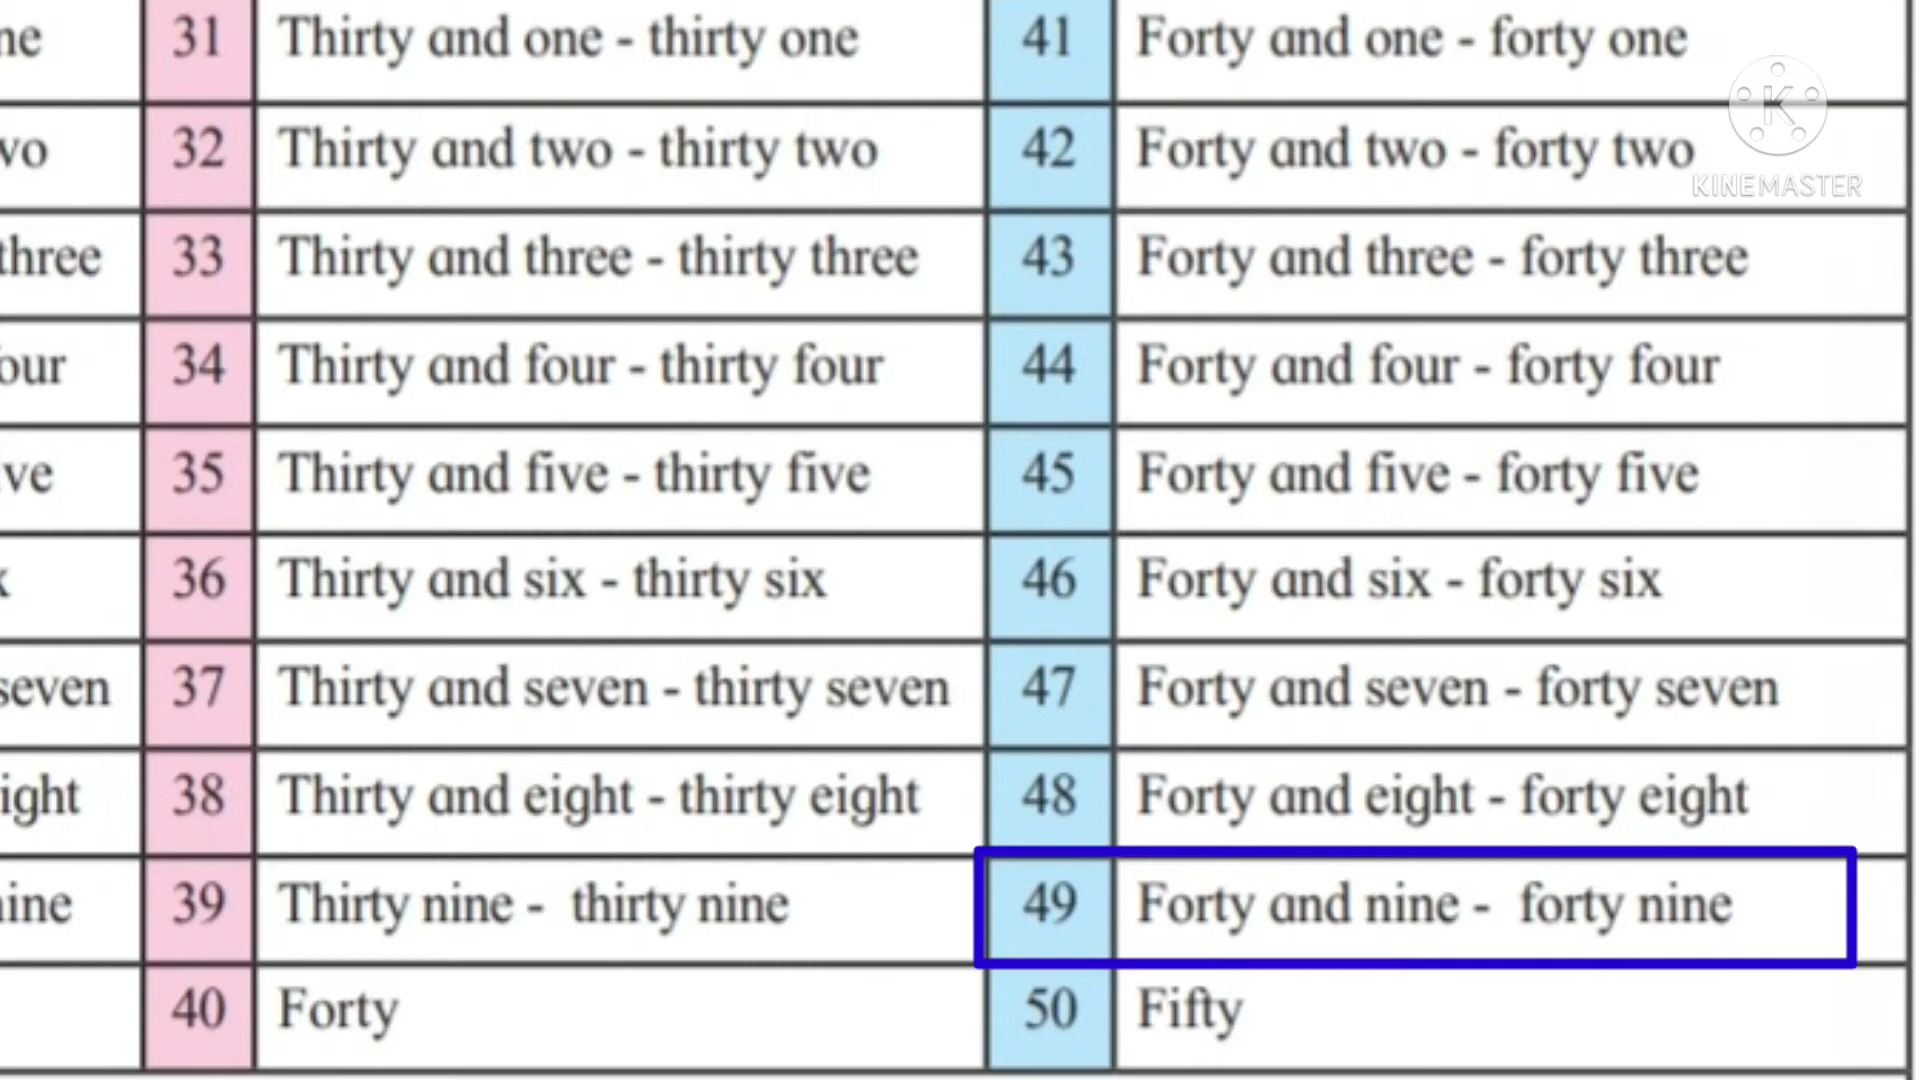 31 Thirty and one - thirty one 41 Forty and one - forty one
32 Thirty and two - thirty two 42 Forty and two - forty two
KINEMASTER
three 33 Thirty and three - thirty three 43 Forty and three - forty three
34 Thirty and four - thirty four 44 Forty and four - forty four
35 Thirty and five - thirty five 45 Forty and five - forty five
36 Thirty and six - thirty six 46 Forty and six - forty six
seven 37 Thirty and seven - thirty seven 47 Forty and seven - forty seven
38 Thirty and eight - thirty eight 48 Forty and eight - forty eight
39 Thirty nine - thirty nine 49 Forty and nine - forty nine
40 Forty 50 Fifty